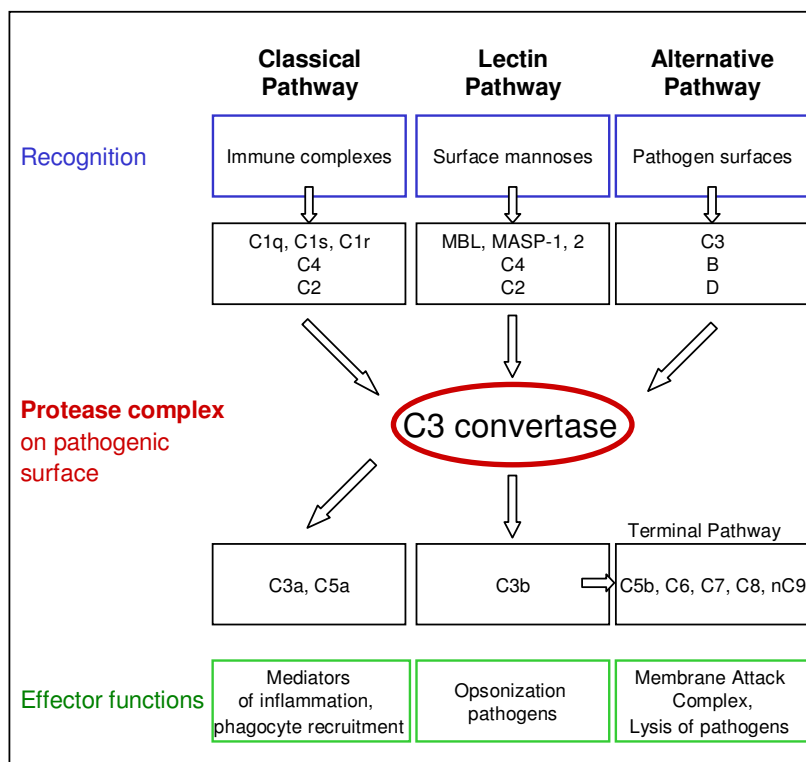 Classical
Pathway
Lectin
Pathway
Alternative
Pathway
Recognition
Immune complexes
Surface mannoses
Pathogen surfaces
C1q, C1s, C1r
C4
C2
MBL, MASP-1, 2
C4
C2
C3
B
D
Protease complex
on pathogenic
surface
C3 convertase
Terminal Pathway
C3a, C5a
C3b
C5b, C6, C7, C8, nC9
Effector functions
Mediators
of inflammation,
phagocyte recruitment
Opsonization
pathogens
Membrane Attack
Complex,
Lysis of pathogens